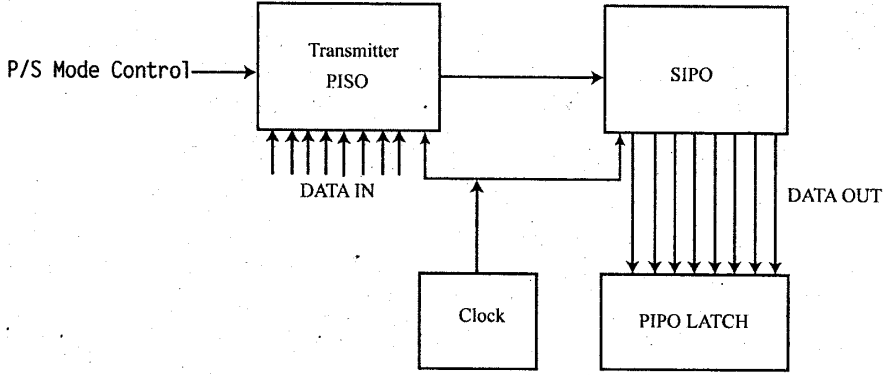 Transmitter
P/S Mode Control
PISO
SIPO
DATA IN
DATA OUT
Clock
PIPO LATCH